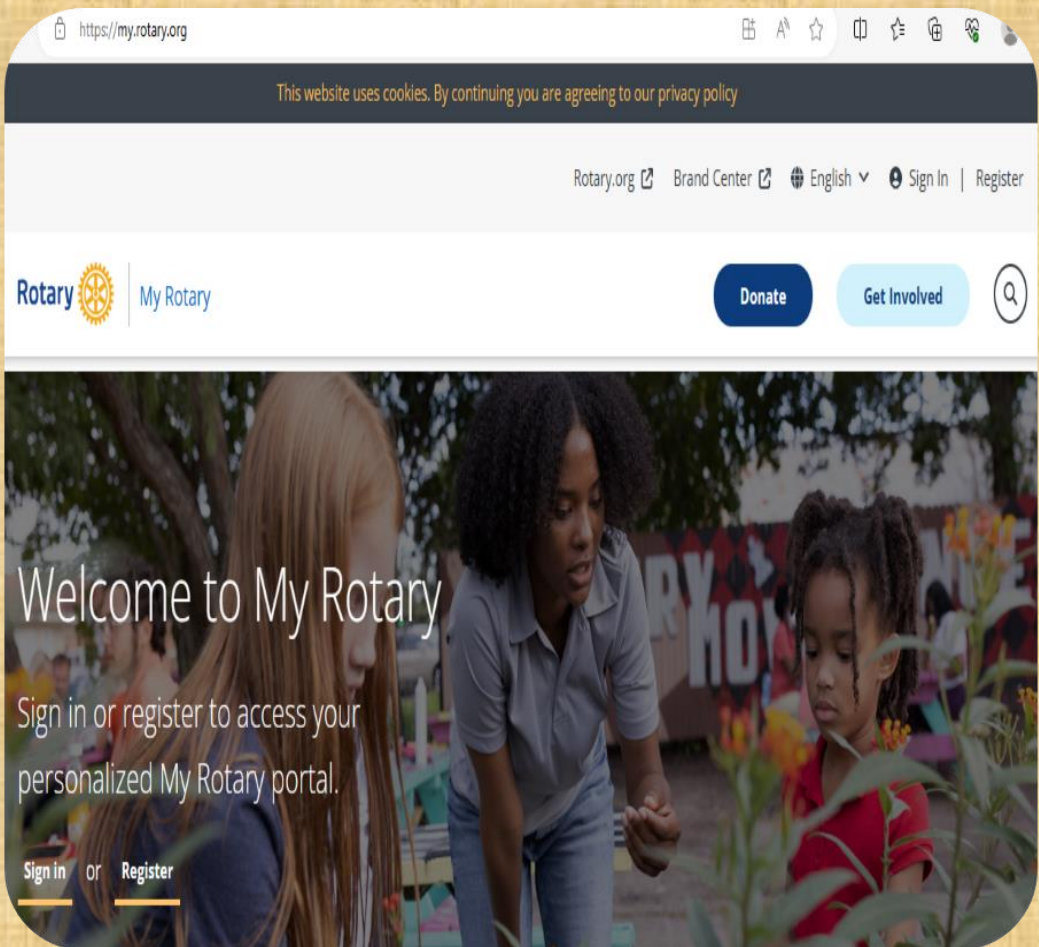 https://my.rotary.org
This website uses cookies. By continuing you are agreeing to our privacy policy
Rotary.org Brand Center English Sign In | Register
Rotary My Rotary Donate Get Involved
Welcome to My Rotary
Sign in or register to access your
personalized My Rotary portal.
Sign in or Register